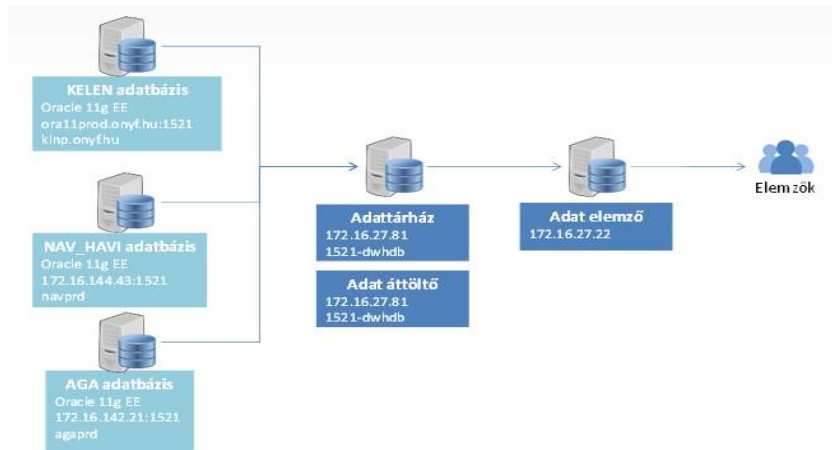 KELEN adatbázis
Oracle 11g EE
ora11prod.onyf.hu:1521
klnp.onyf.hu
NAV_HAVI adatbázis
Oracle 11g EE
172.16.144.43:1521
navprd
AGA adatbázis
Oracle 11g EE
172.16.142.21:1521
agaprd
Adattárház
172.16.27.81
1521-dwhdb
Adat áttöltő
172.16.27.81
1521-dwhdb
Adat elemző
172.16.27.22
Elemzők